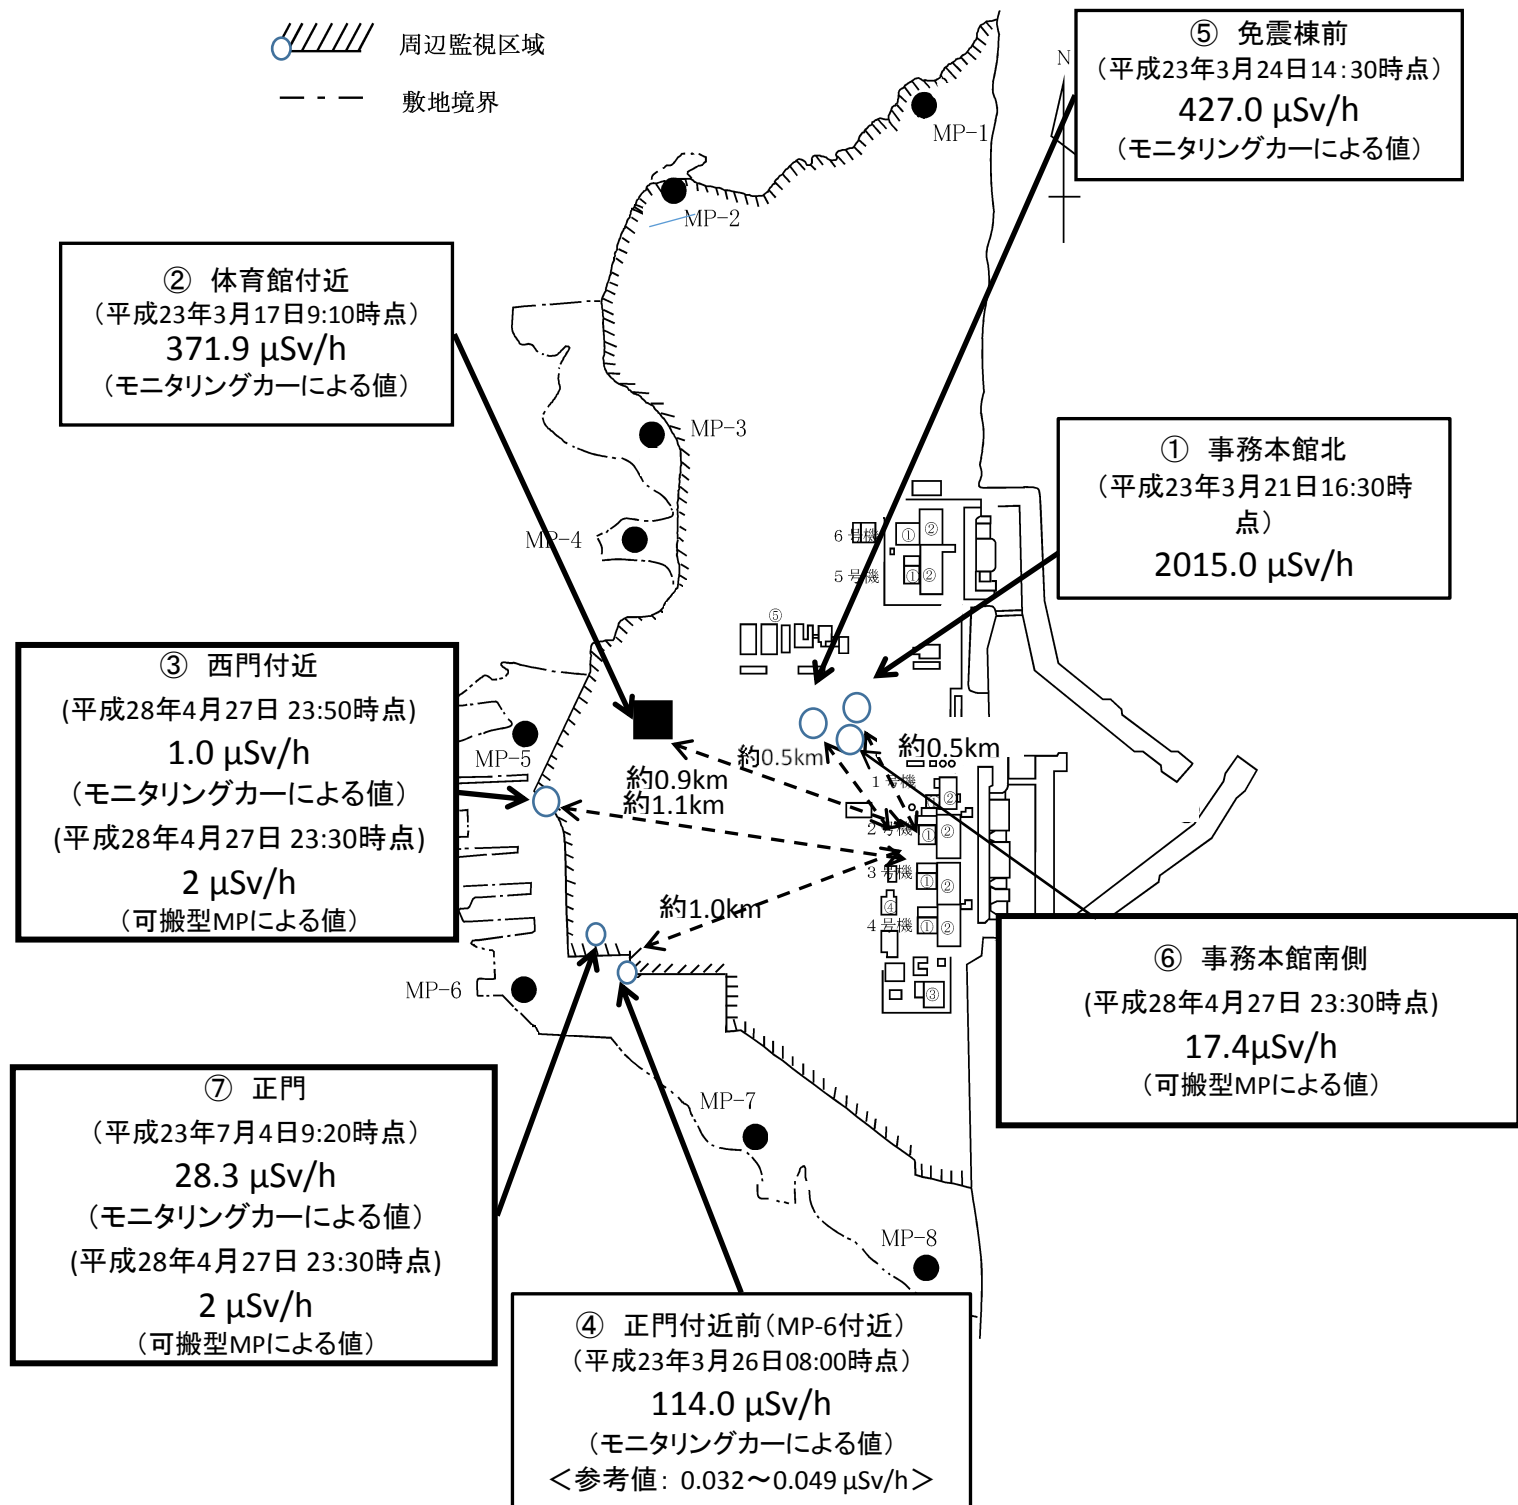 周辺監視区域
敷地境界
N
⑤ 免震棟前
（平成23年3月24日14:30時点）
427.0 μSv/h
（モニタリングカーによる値）
MP-1
MP-2
② 体育館付近
（平成23年3月17日9:10時点）
371.9 μSv/h
（モニタリングカーによる値）
MP-3
① 事務本館北
（平成23年3月21日16:30時
点）
2015.0 μSv/h
MP-4
6号機
①
②
5号機
①
②
⑤
③ 西門付近
(平成28年4月27日 23:50時点)
1.0 μSv/h
（モニタリングカーによる値）
(平成28年4月27日 23:30時点)
2 μSv/h
（可搬型MPによる値）
MP-5
約0.5km
約0.5km
約0.9km
約1.1km
1号機
①
②
2号機
①
②
3号機
①
②
④
約1.0km
4号機
①
②
③
⑥ 事務本館南側
(平成28年4月27日 23:30時点)
17.4μSv/h
（可搬型MPによる値）
MP-6
⑦ 正門
（平成23年7月4日9:20時点）
28.3 μSv/h
（モニタリングカーによる値）
(平成28年4月27日 23:30時点)
2 μSv/h
（可搬型MPによる値）
MP-7
MP-8
④ 正門付近前（MP-6付近）
（平成23年3月26日08:00時点）
114.0 μSv/h
（モニタリングカーによる値）
＜参考値：0.032～0.049 μSv/h＞